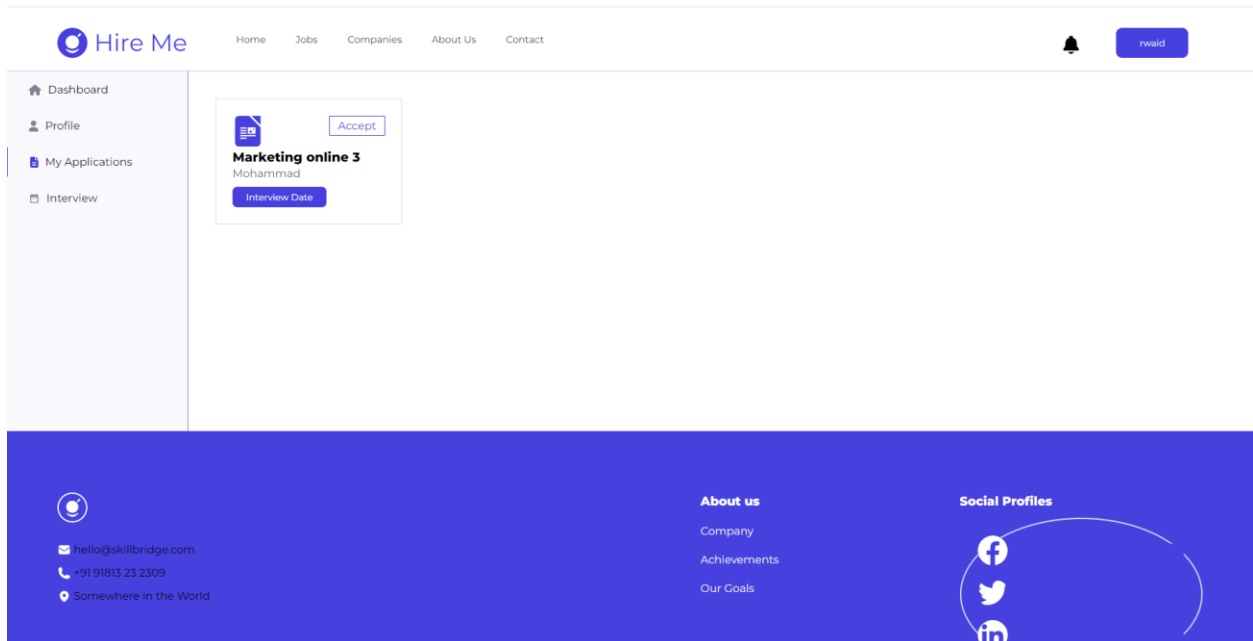 Hire Me
Home Jobs Companies About Us Contact
rwaid
Dashboard
Profile
My Applications
Interview
Accept
Marketing online 3
Mohammad
Interview Date
hello@skillbridge.com
+91 91813 23 2309
Somewhere in the World
About us
Company
Achievements
Our Goals
Social Profiles